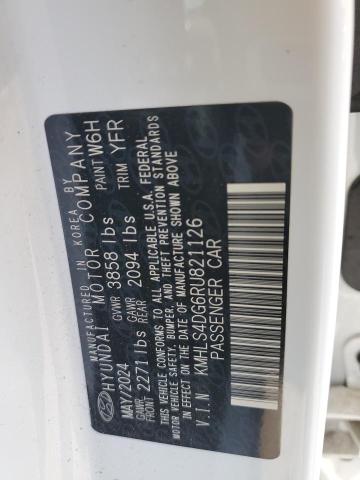 MANUFACTURED IN KOREA BY
HYUNDAI MOTOR COMPANY
MAY/2024 GVWR 3858 lbs PAINT W6H
GAWR FRONT 2271 lbs GAWR REAR 2094 lbs TRIM YFR
THIS VEHICLE CONFORMS TO ALL APPLICABLE U.S.A. FEDERAL
MOTOR VEHICLE SAFETY, BUMPER, AND THEFT PREVENTION STANDARDS
IN EFFECT ON THE DATE OF MANUFACTURE SHOWN ABOVE
V.I.N KMHLS4DG6RU821126
PASSENGER CAR